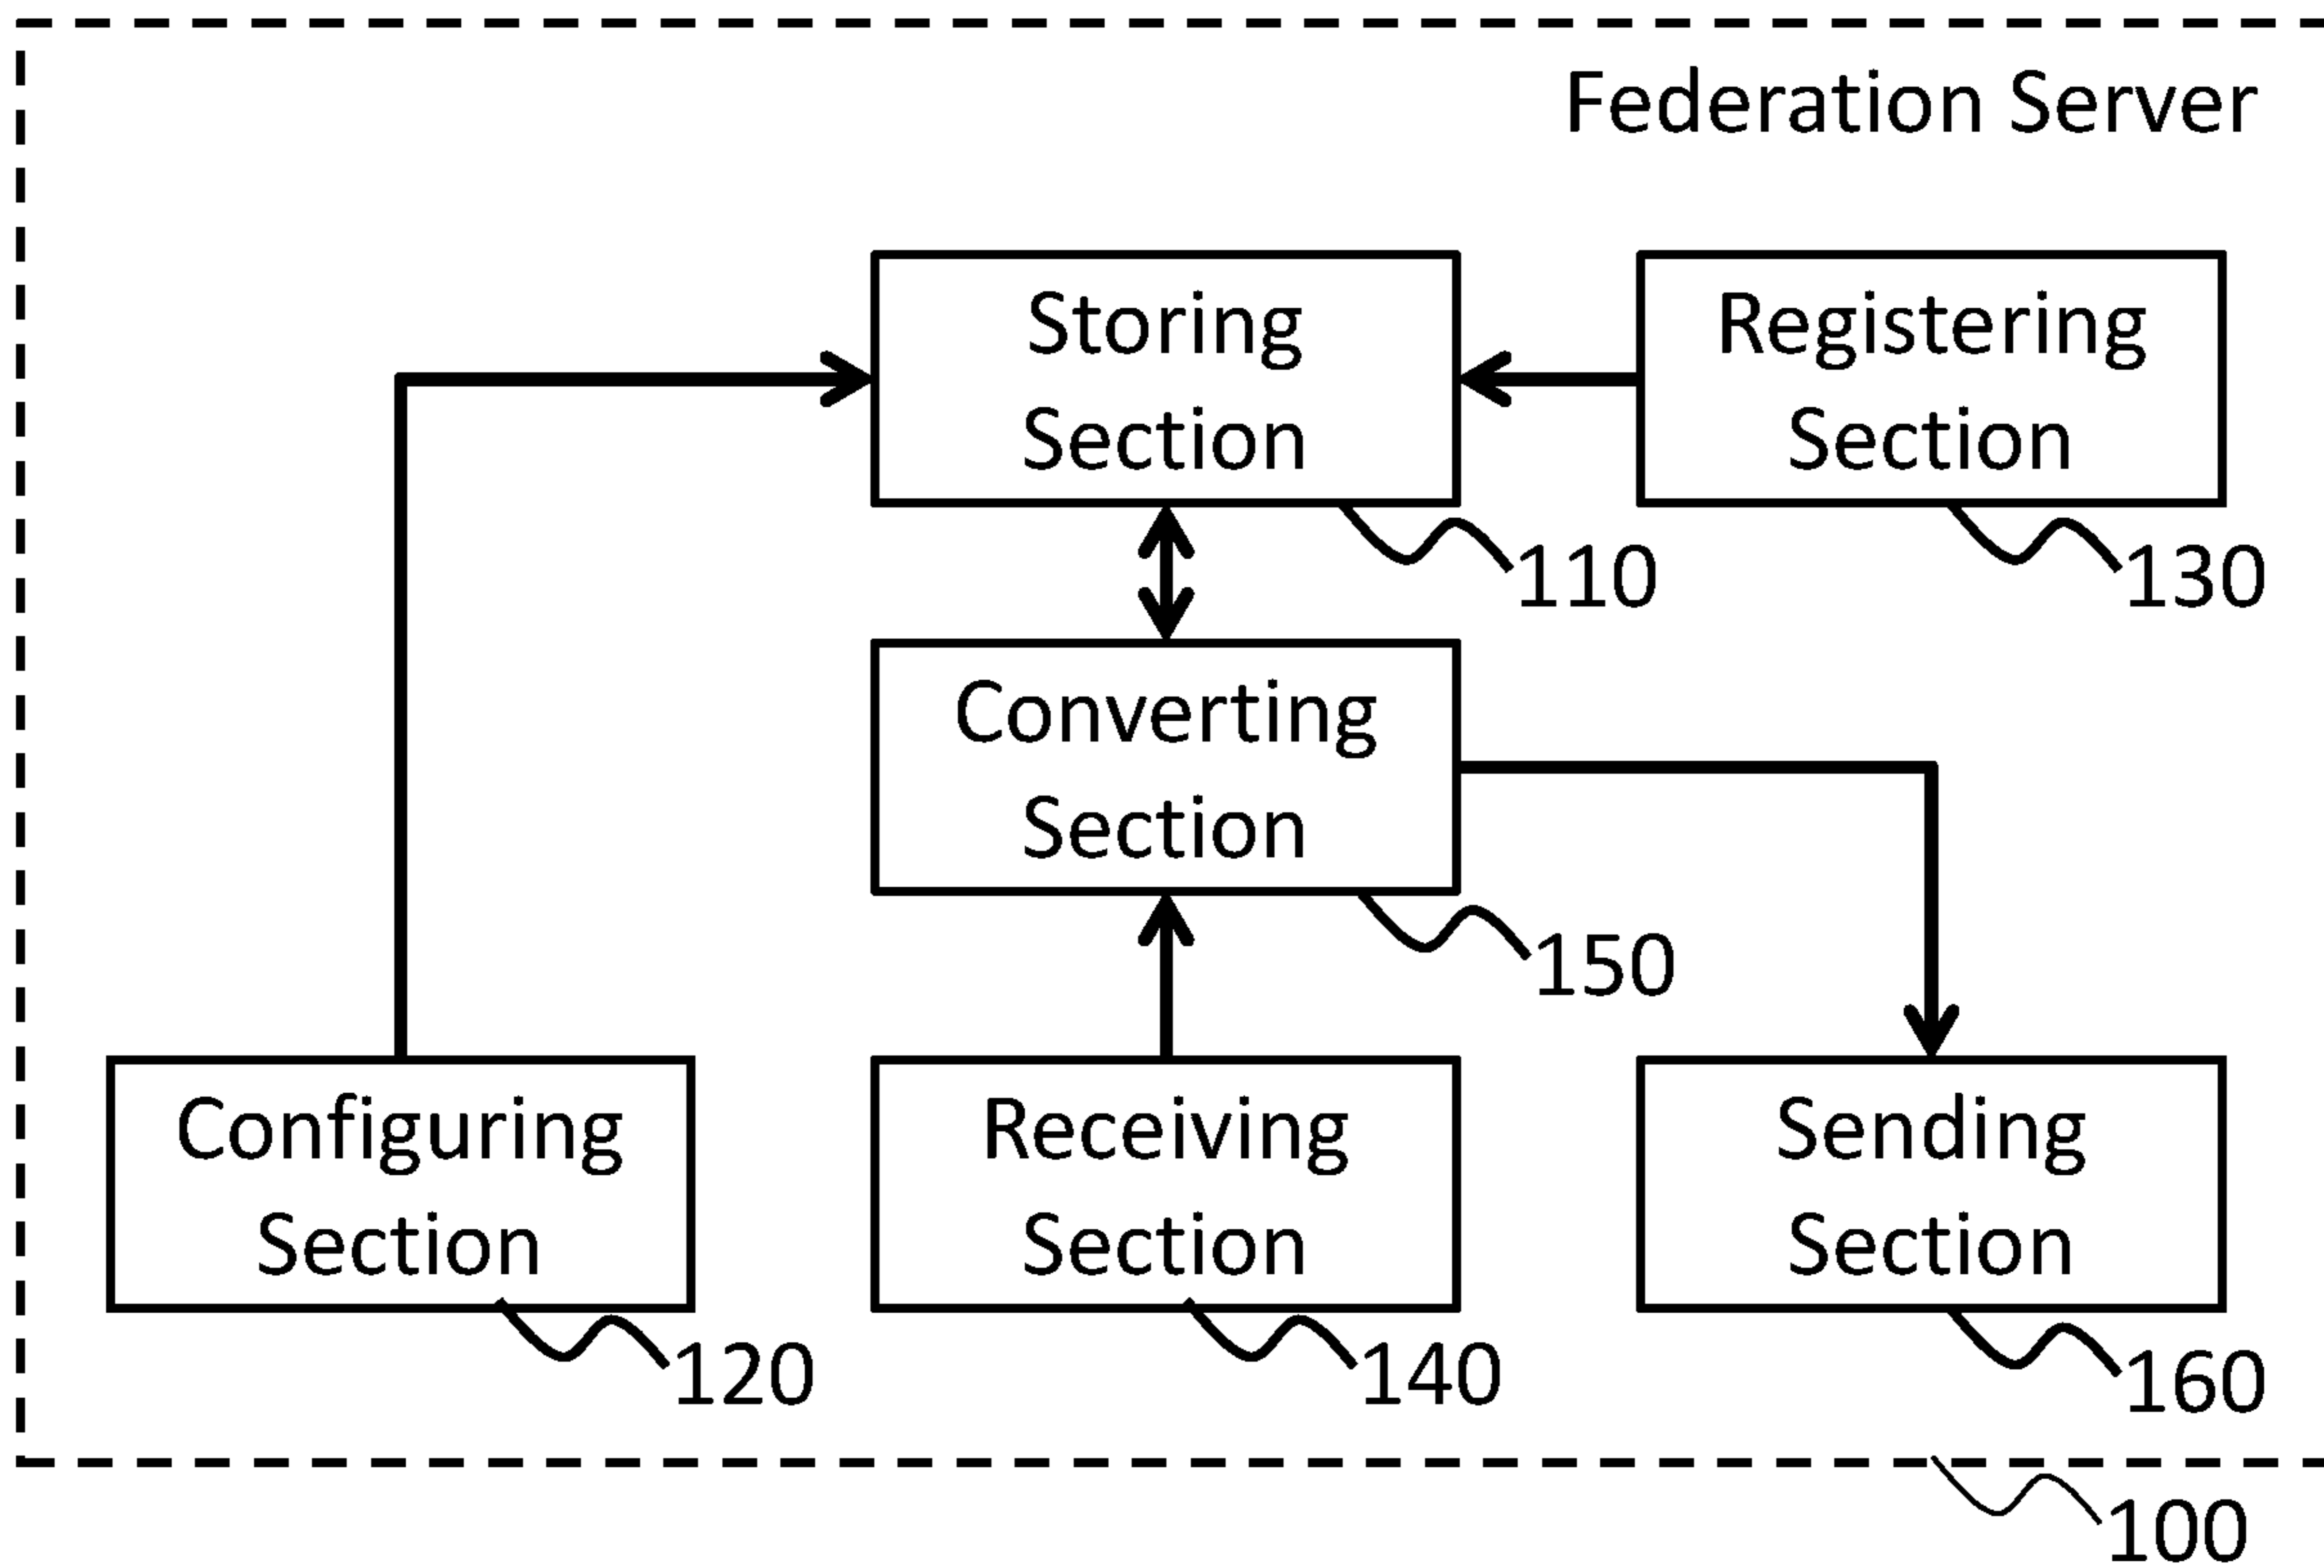 Federation Server
Storing
Section
Registering
Section
110
130
Converting
Section
150
Configuring
Section
Receiving
Section
Sending
Section
120
140
160
100